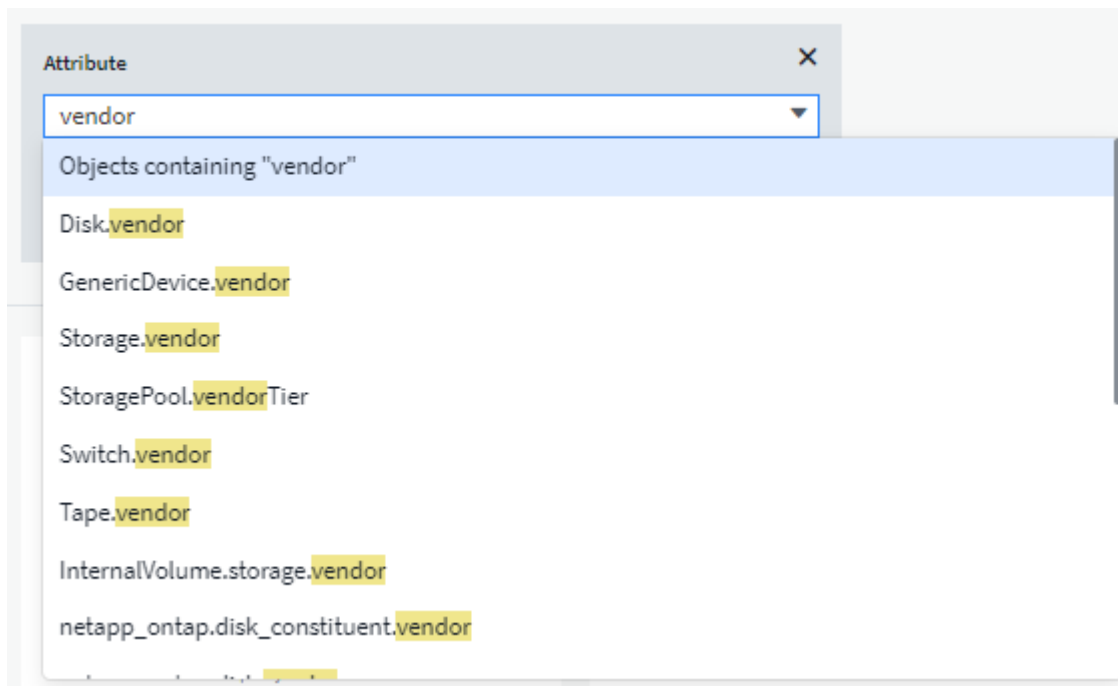 Attribute
vendor
Objects containing "vendor"
Disk.vendor
GenericDevice.vendor
Storage.vendor
StoragePool.vendorTier
Switch.vendor
Tape.vendor
InternalVolume.storage.vendor
netapp_ontap.disk_constituent.vendor